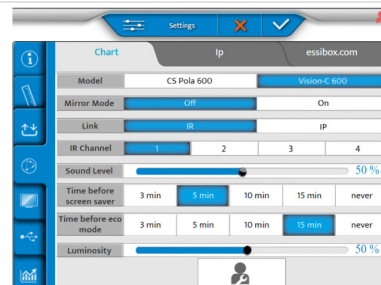 Settings
Chart Ip essibox.com
Model CS Pola 600 Vision-C 600
Mirror Mode Off On
Link IR IP
IR Channel 1 2 3 4
Sound Level 50 %
Time before screen saver 3 min 5 min 10 min 15 min never
Time before eco mode 3 min 5 min 10 min 15 min never
Luminosity 50 %